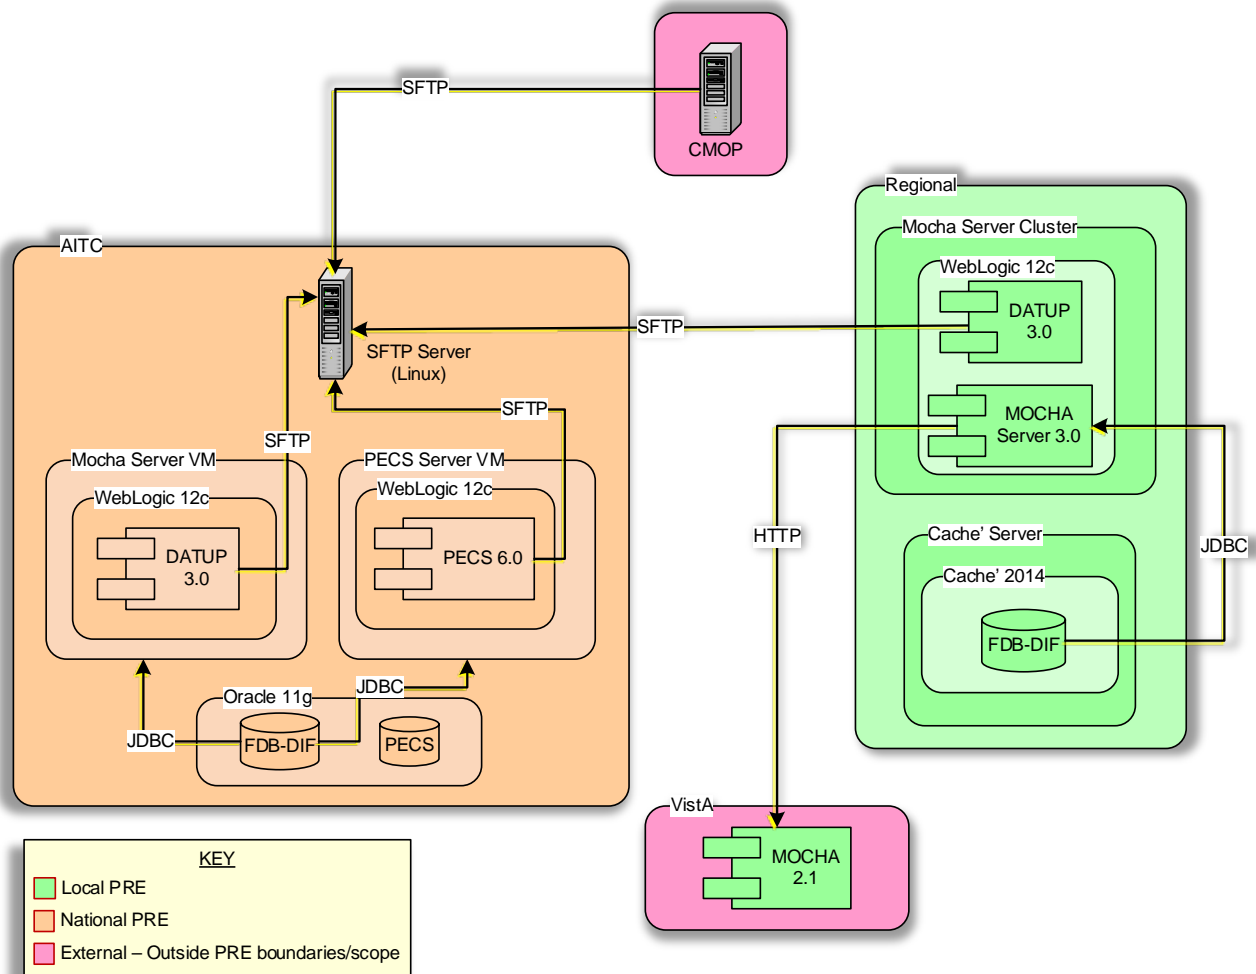 SFTP
CMOP
Regional
Mocha Server Cluster
WebLogic 12c
DATUP
3.0
MOCHA
Server 3.0
AITC
SFTP Server
(Linux)
SFTP
SFTP
SFTP
Mocha Server VM
WebLogic 12c
DATUP
3.0
PECS Server VM
WebLogic 12c
PECS 6.0
HTTP
JDBC
Cache' Server
Cache' 2014
FDB-DIF
Oracle 11g
JDBC
JDBC
FDB-DIF
PECS
VistA
MOCHA
2.1
KEY
Local PRE
National PRE
External – Outside PRE boundaries/scope